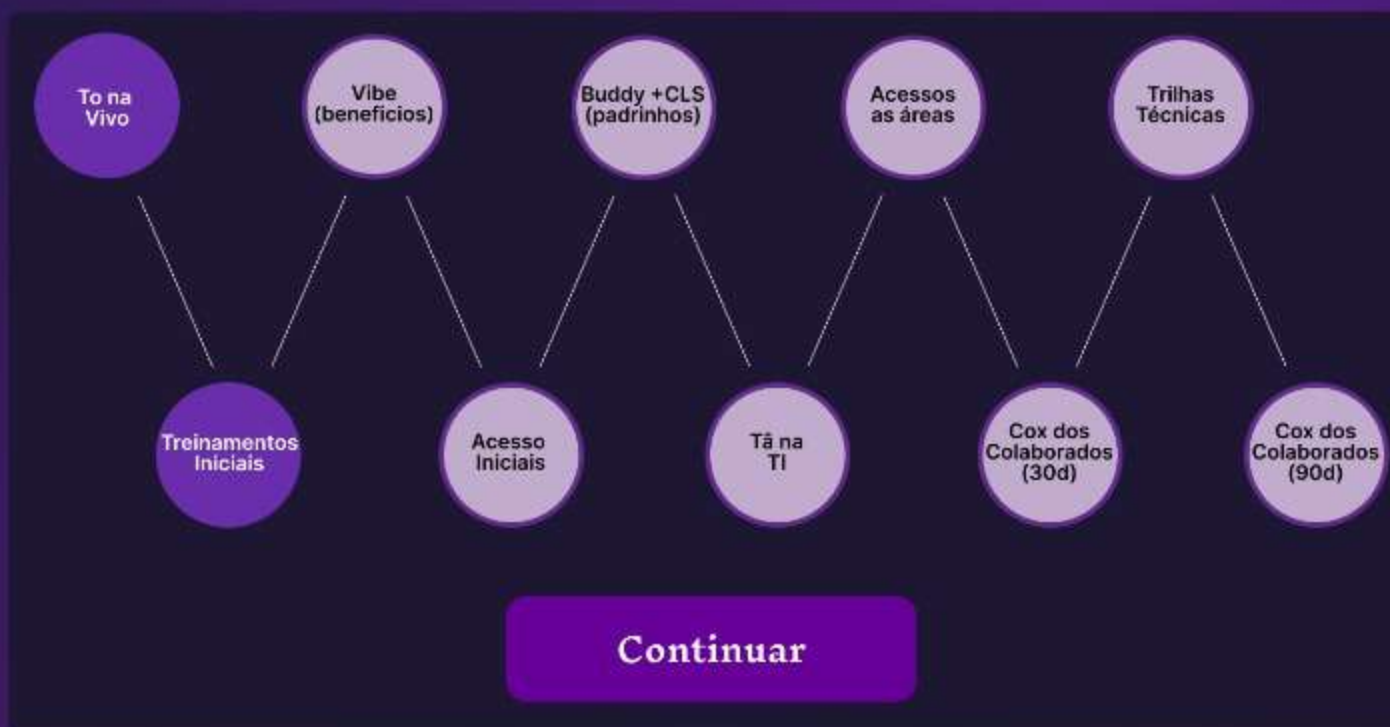 To na
Vivo
Vibe
(beneficios)
Buddy +CLS
(padrinhos)
Acessos
as áreas
Trilhas
Técnicas
Treinamentos
Iniciais
Acesso
Iniciais
Tå na
TI
Cox dos
Colaborados
(30d)
Cox dos
Colaborados
(90d)
Continuar